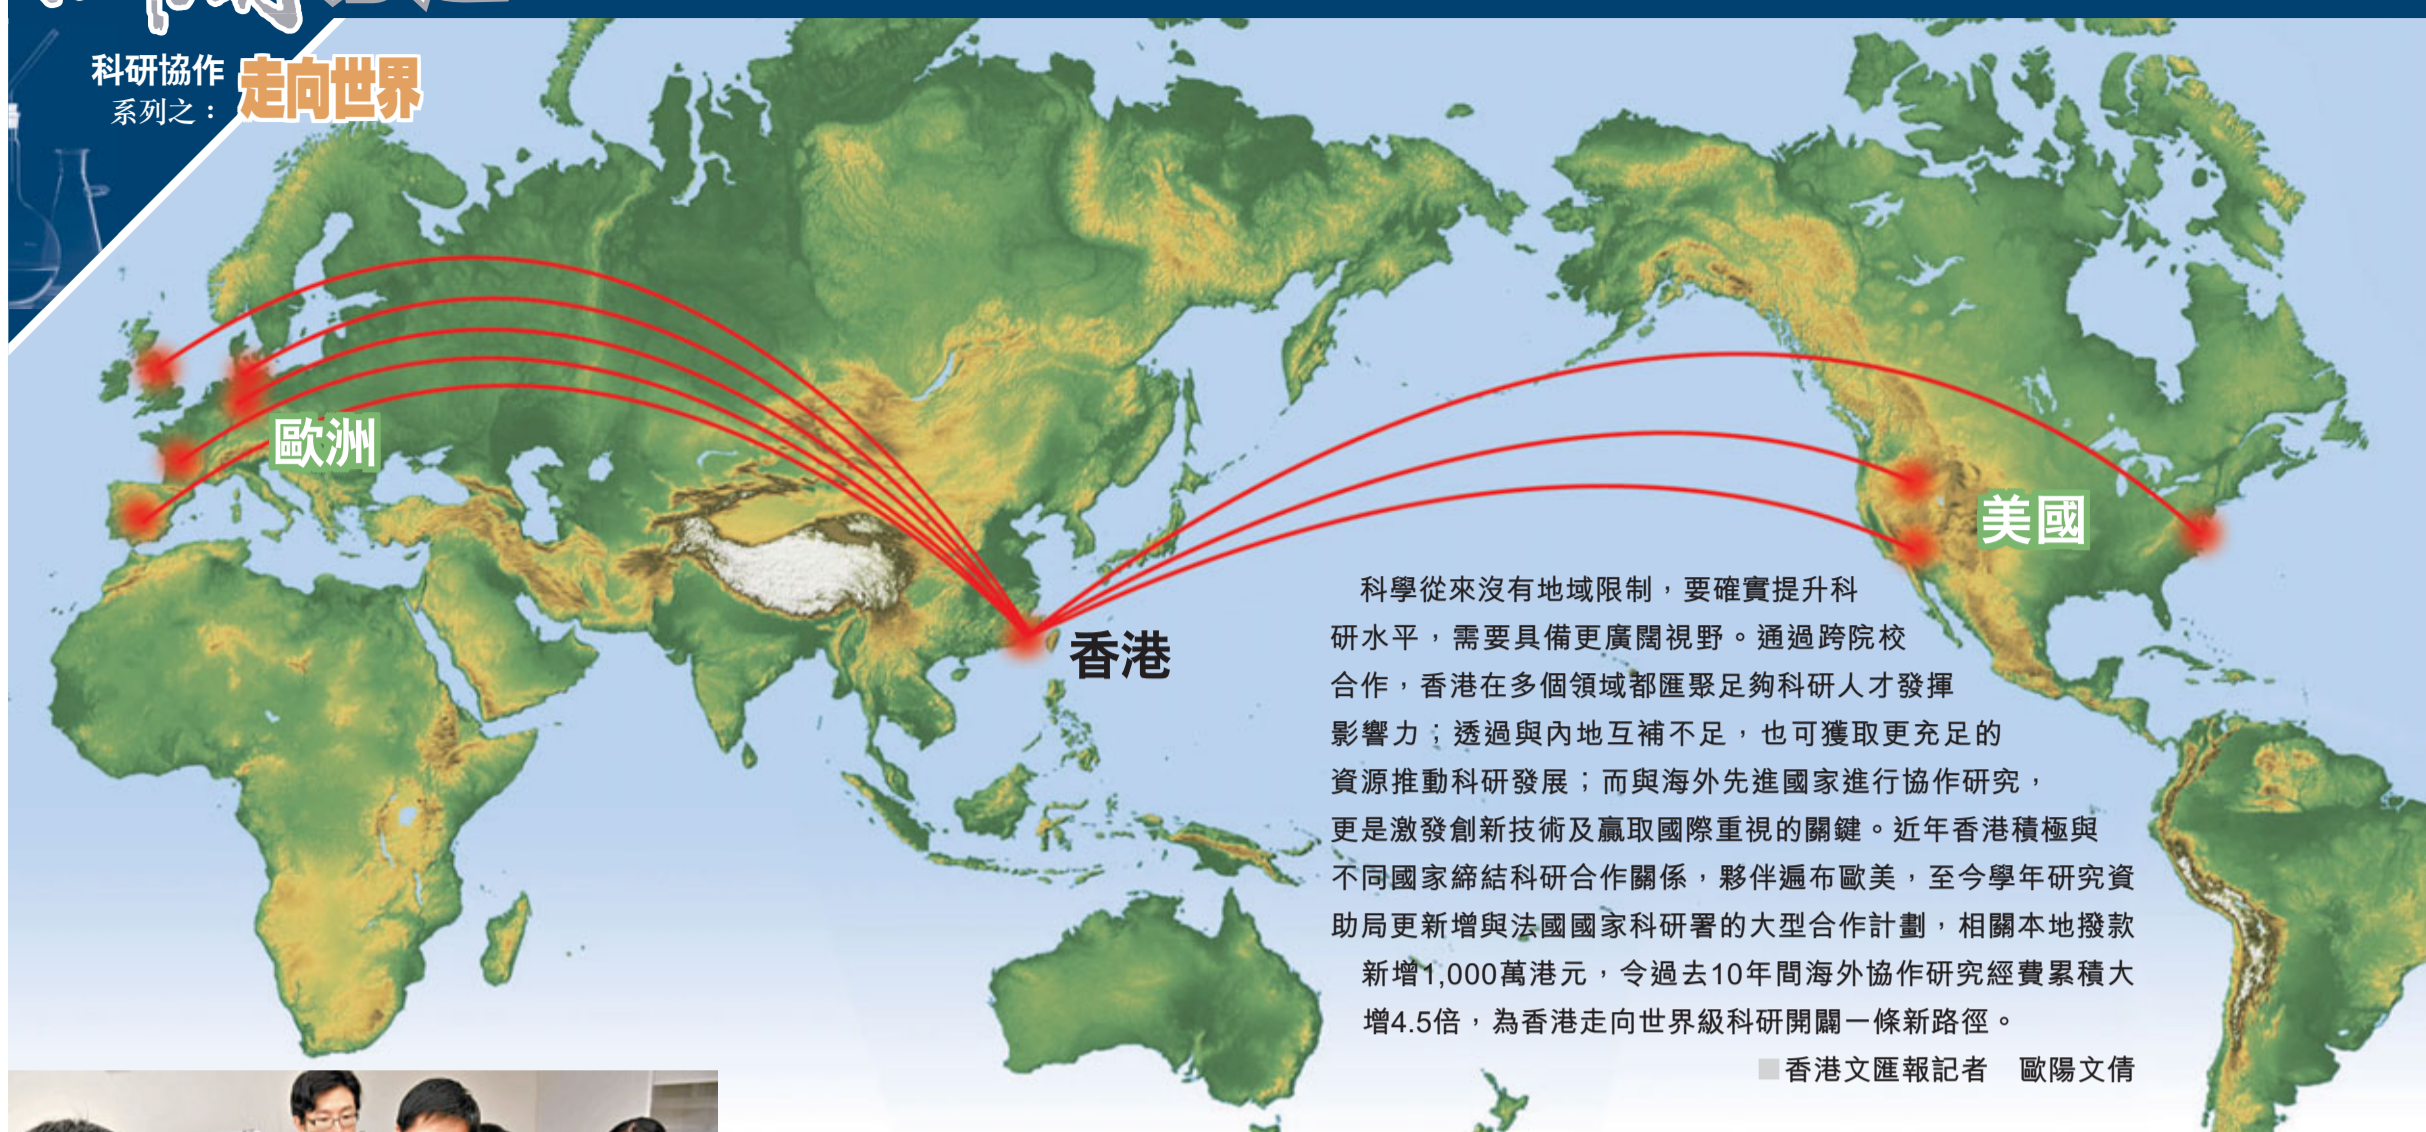 科研協作
系列之：
走向世界
歐洲
美國
香港
科學從來沒有地域限制，要確實提升科
研水平，需要具備更廣闊視野。通過跨院校
合作，香港在多個領域都匯聚足夠科研人才發揮
影響力；透過與內地互補不足，也可獲取更充足的
資源推動科研發展；而與海外先進國家進行協作研究，
更是激發創新技術及贏取國際重視的關鍵。近年香港積極與
不同國家締結科研合作關係，夥伴遍布歐美，至今學年研究資
助局更新增與法國國家科研署的大型合作計劃，相關本地撥款
新增1,000萬港元，令過去10年間海外協作研究經費累積大
增4.5倍，為香港走向世界級科研開闢一條新路徑。
■香港文匯報記者　歐陽文倩